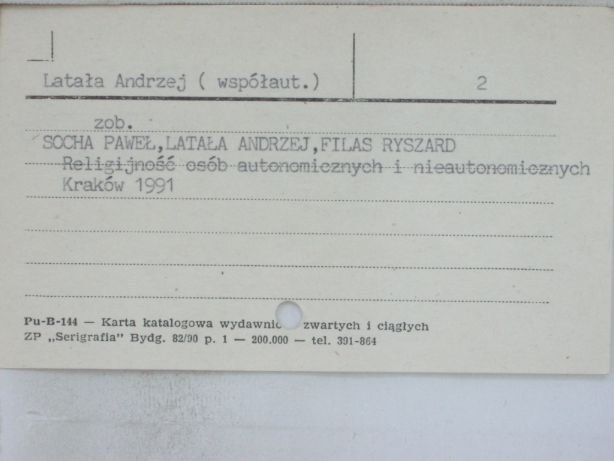 Latała Andrzej ( współaut.) 2
zob.
SOCHA PAWEŁ,LATAŁA ANDRZEJ,FILAS RYSZARD
Religijność osób autonomicznych i nieautonomicznych
Kraków 1991
Pu-B-144 — Karta katalogowa wydawnic zwartych i ciągłych
ZP „Serigrafia" Bydg. 82/90 p. 1 — 200.000 — tel. 391-864